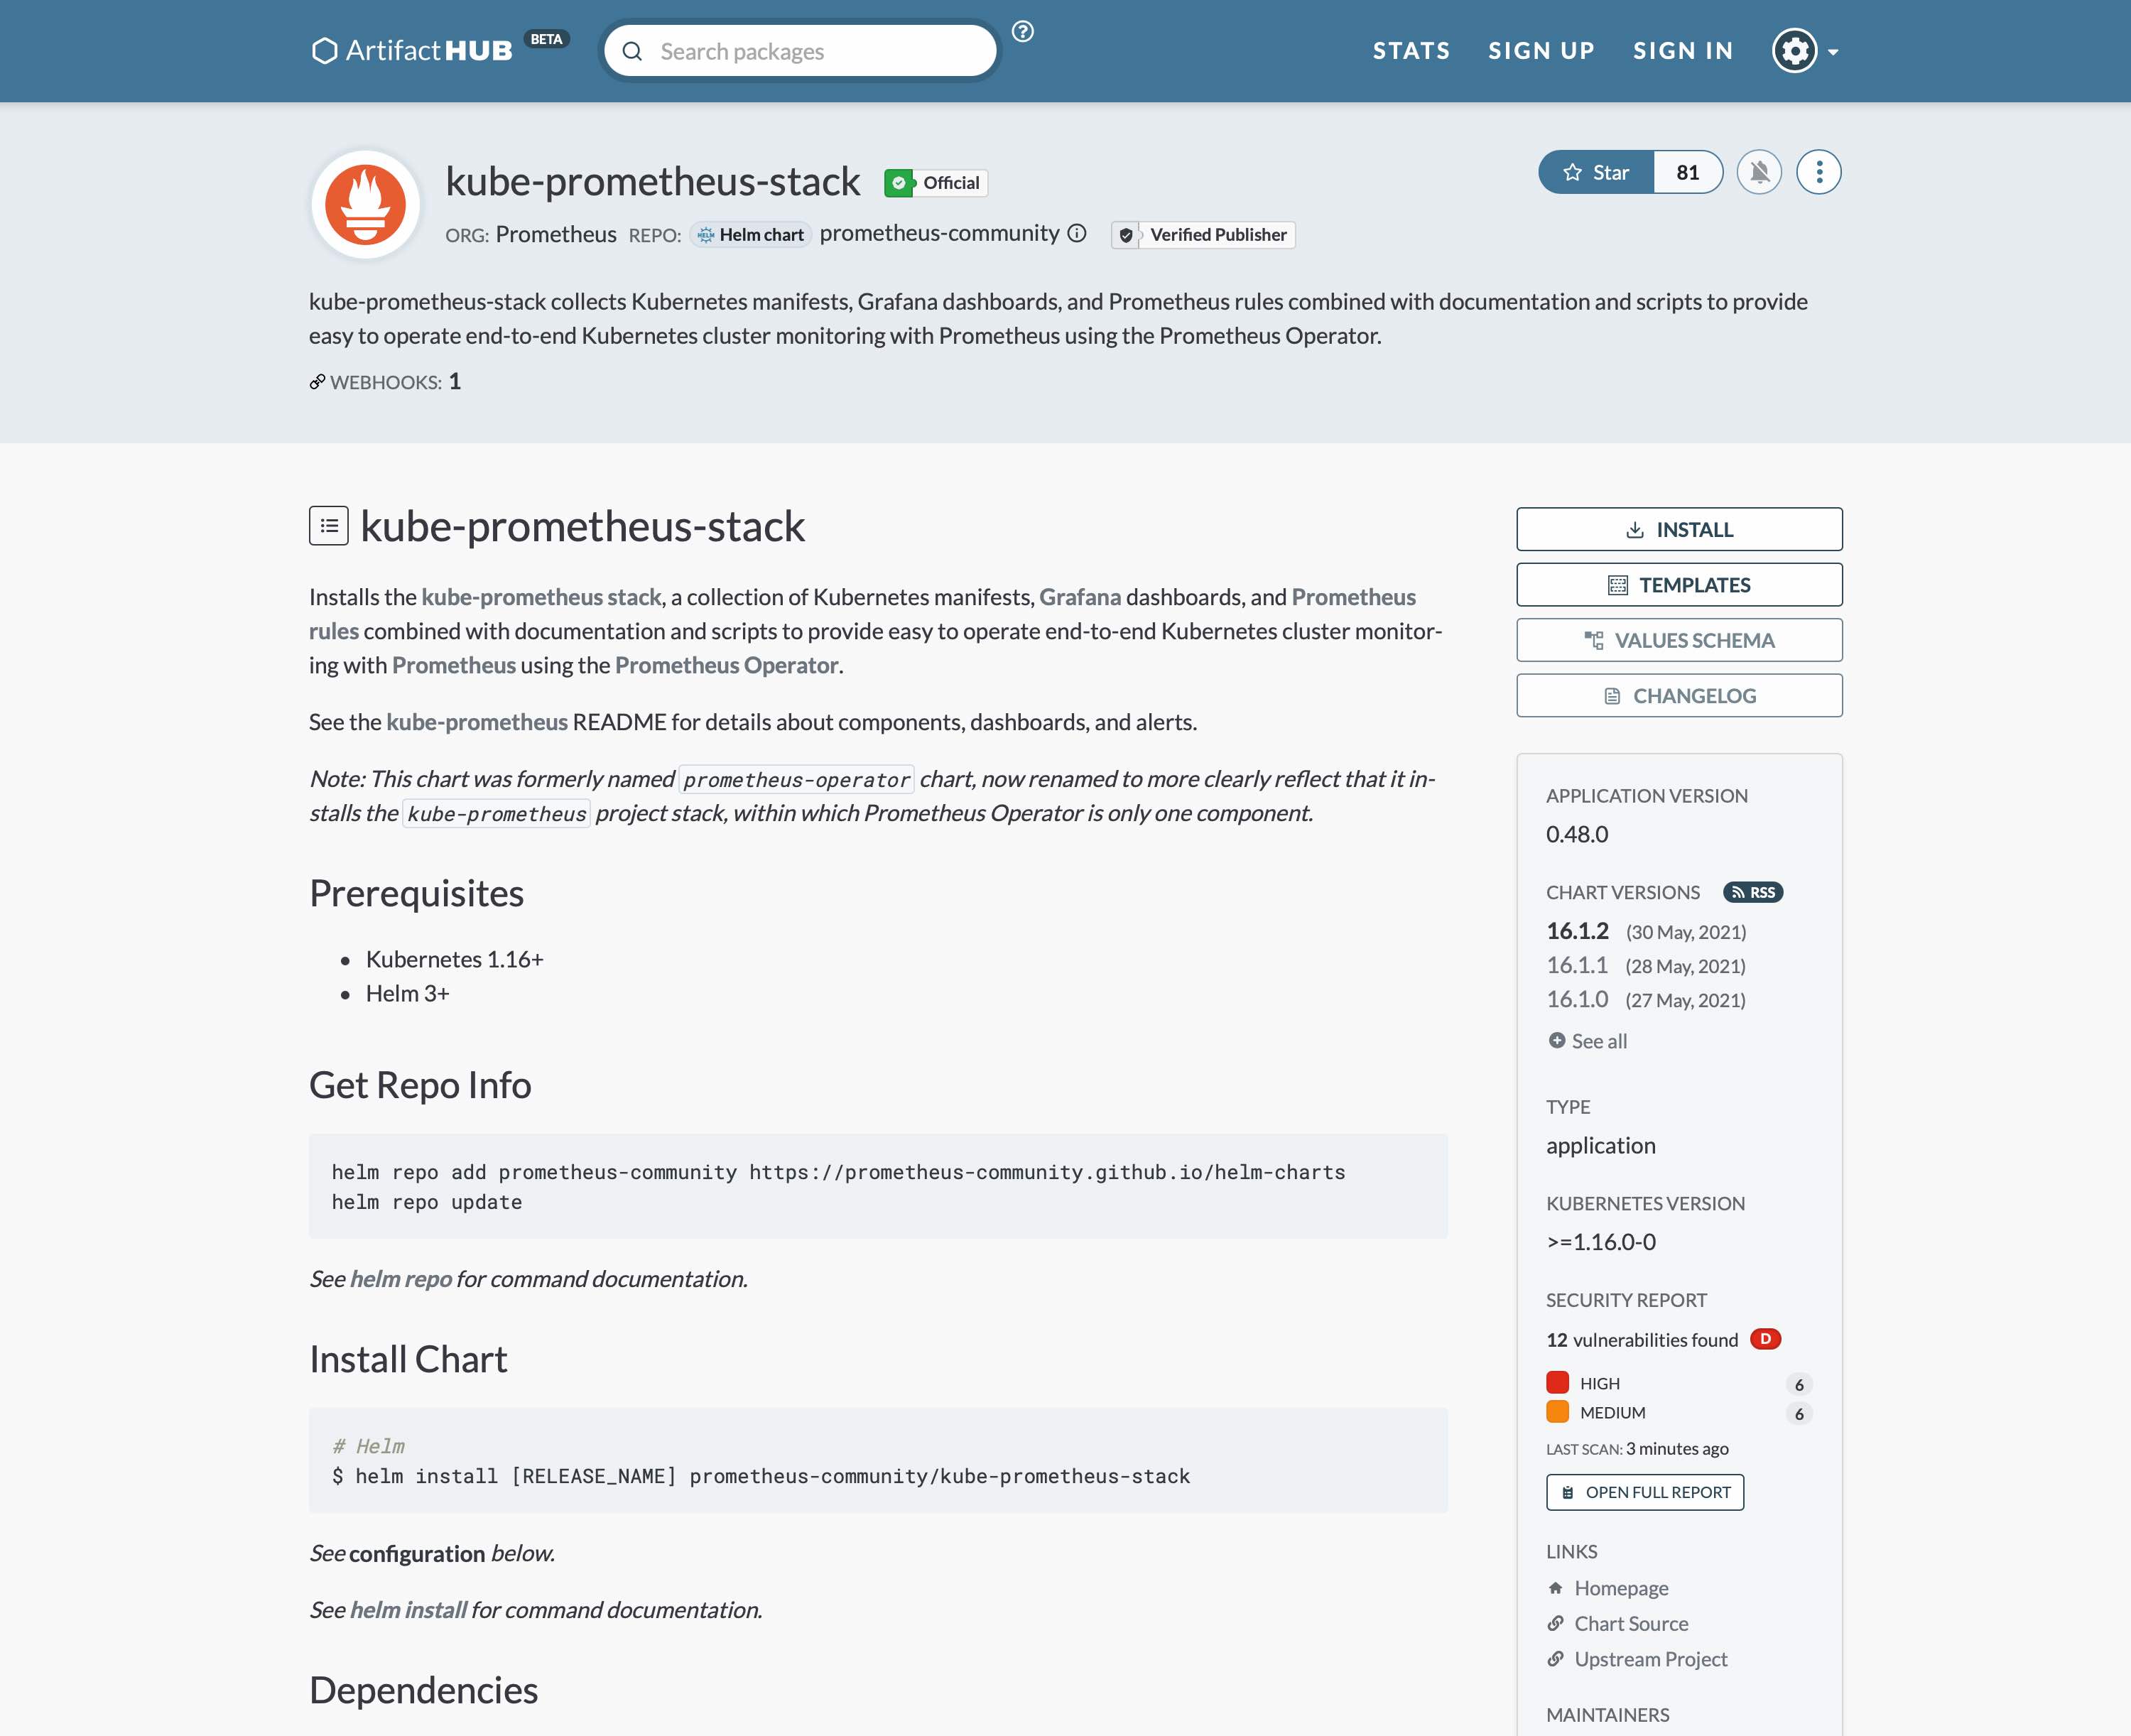 ArtifactHUB BETA
Search packages
STATS SIGN UP SIGN IN
kube-prometheus-stack Official
Star 81
ORG: Prometheus REPO: HELM Helm chart prometheus-community Verified Publisher
kube-prometheus-stack collects Kubernetes manifests, Grafana dashboards, and Prometheus rules combined with documentation and scripts to provide
easy to operate end-to-end Kubernetes cluster monitoring with Prometheus using the Prometheus Operator.
WEBHOOKS: 1
kube-prometheus-stack
Installs the kube-prometheus stack, a collection of Kubernetes manifests, Grafana dashboards, and Prometheus
rules combined with documentation and scripts to provide easy to operate end-to-end Kubernetes cluster monitor-
ing with Prometheus using the Prometheus Operator.
See the kube-prometheus README for details about components, dashboards, and alerts.
Note: This chart was formerly named prometheus-operator chart, now renamed to more clearly reflect that it in-
stalls the kube-prometheus project stack, within which Prometheus Operator is only one component.
Prerequisites
• Kubernetes 1.16+
• Helm 3+
Get Repo Info
helm repo add prometheus-community https://prometheus-community.github.io/helm-charts
helm repo update
See helm repo for command documentation.
Install Chart
# Helm
$ helm install [RELEASE_NAME] prometheus-community/kube-prometheus-stack
See configuration below.
See helm install for command documentation.
Dependencies
INSTALL
TEMPLATES
VALUES SCHEMA
CHANGELOG
APPLICATION VERSION
0.48.0
CHART VERSIONS RSS
16.1.2 (30 May, 2021)
16.1.1 (28 May, 2021)
16.1.0 (27 May, 2021)
See all
TYPE
application
KUBERNETES VERSION
>=1.16.0-0
SECURITY REPORT
12 vulnerabilities found D
HIGH 6
MEDIUM 6
LAST SCAN: 3 minutes ago
OPEN FULL REPORT
LINKS
Homepage
Chart Source
Upstream Project
MAINTAINERS